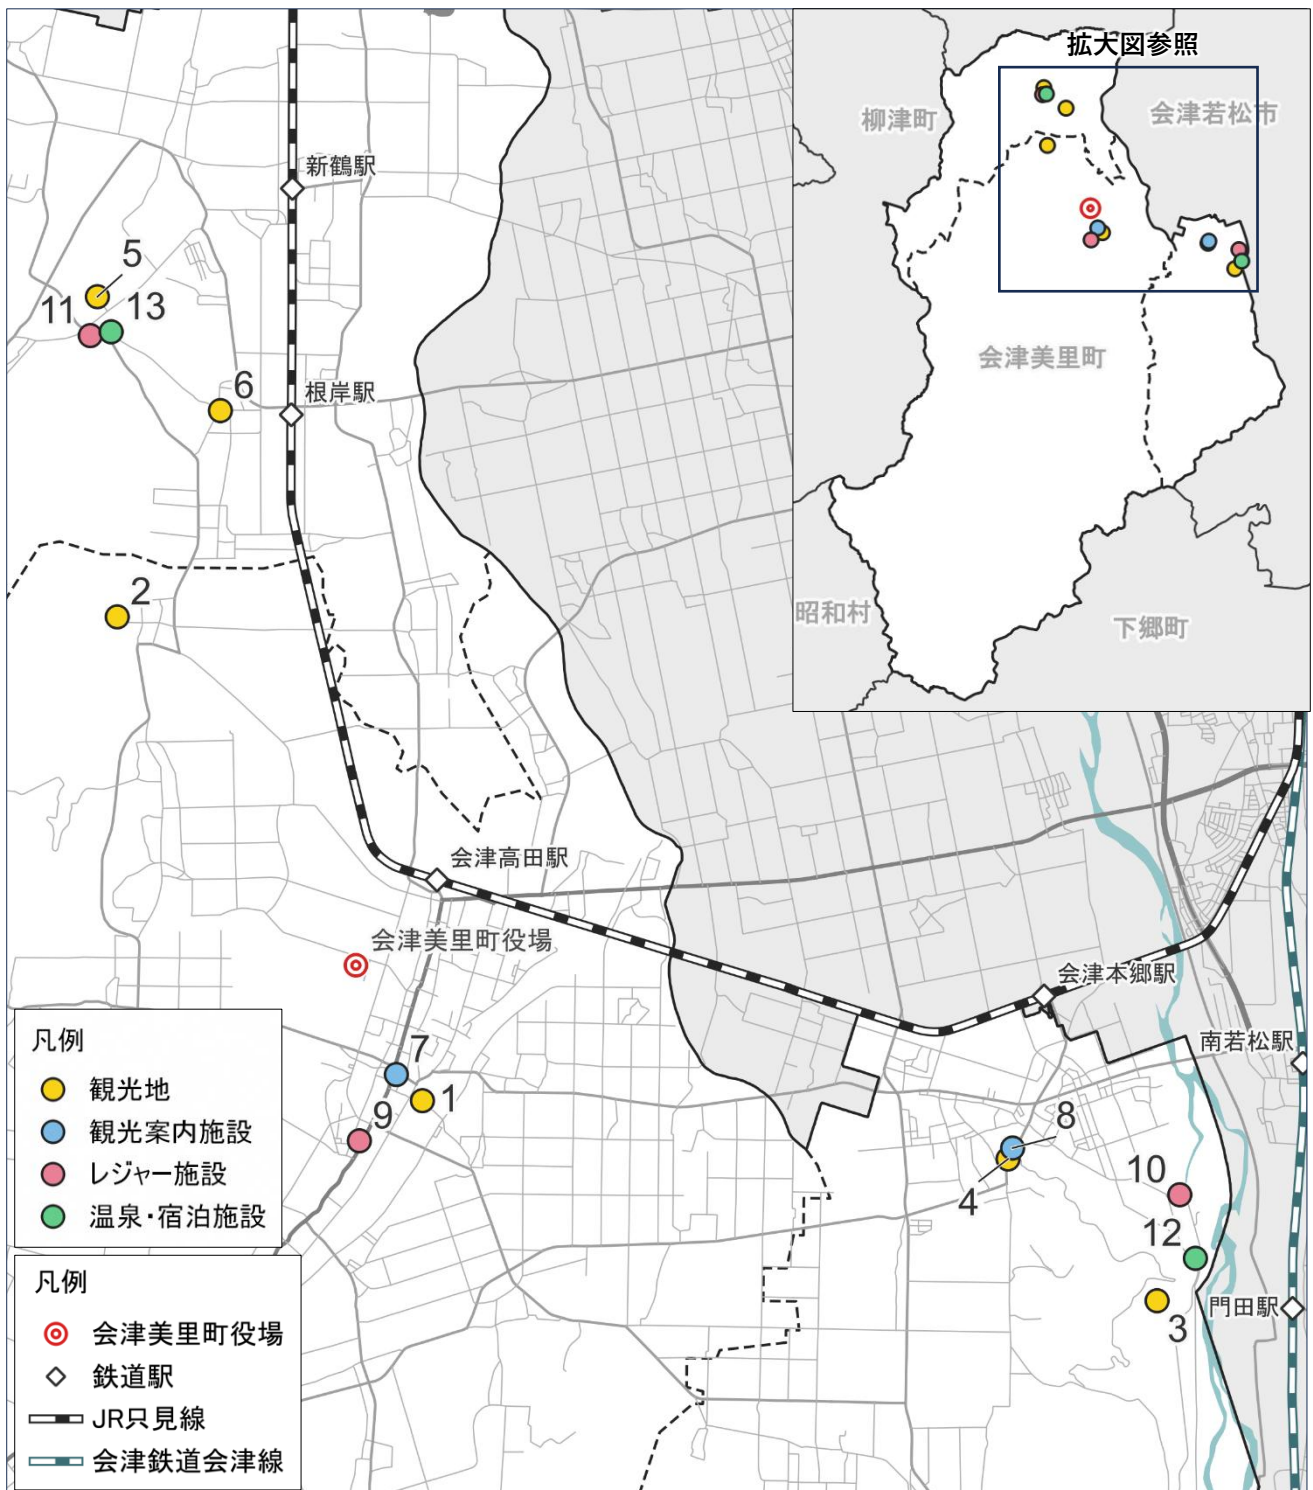 拡大図参照
柳津町
会津若松市
会津美里町
昭和村
下郷町
新鶴駅
5
11
13
6
根岸駅
2
会津高田駅
会津美里町役場
会津本郷駅
南若松駅
7
1
9
8
4
10
12
3
門田駅
凡例
観光地
観光案内施設
レジャー施設
温泉・宿泊施設
凡例
会津美里町役場
鉄道駅
JR只見線
会津鉄道会津線